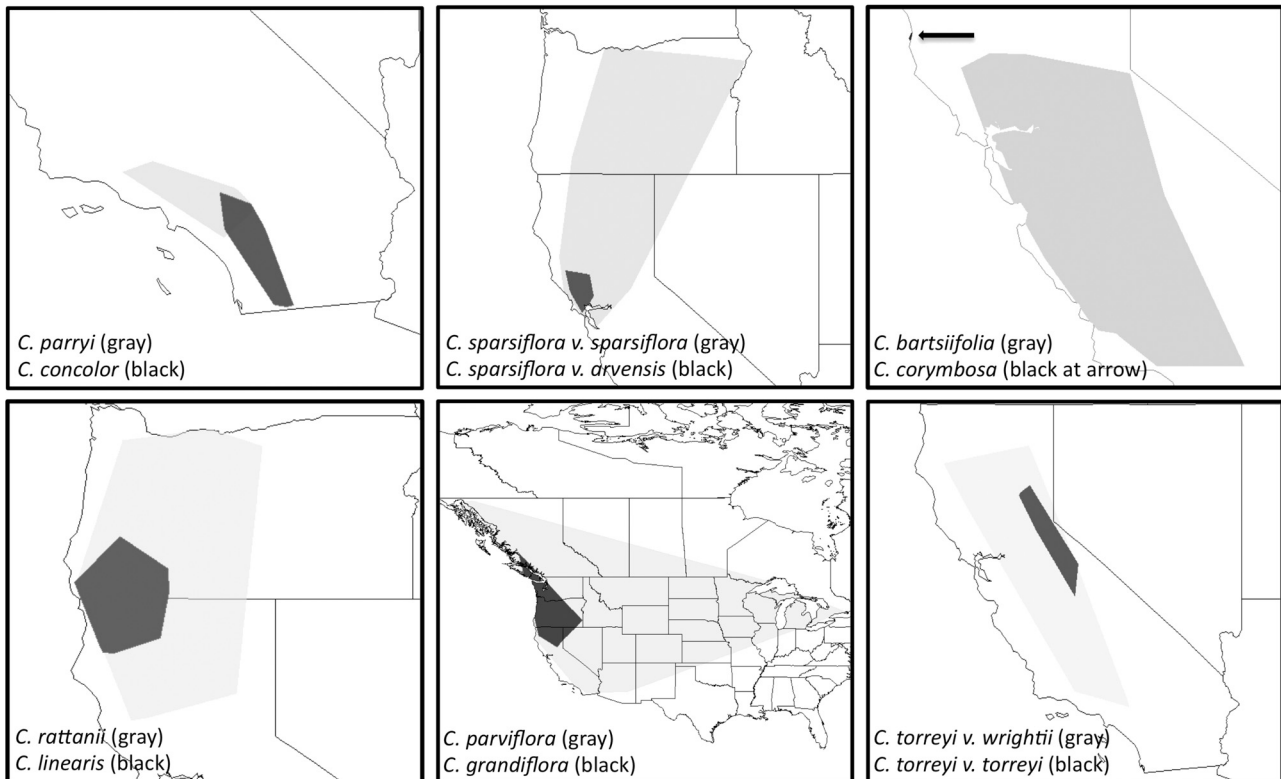 C. parryi (gray)
C. concolor (black)
C. sparsiflora v. sparsiflora (gray)
C. sparsiflora v. arvensis (black)
C. bartsiifolia (gray)
C. corymbosa (black at arrow)
C. rattanii (gray)
C. linearis (black)
C. parviflora (gray)
C. grandiflora (black)
C. torreyi v. wrightii (gray)
C. torreyi v. torreyi (black)